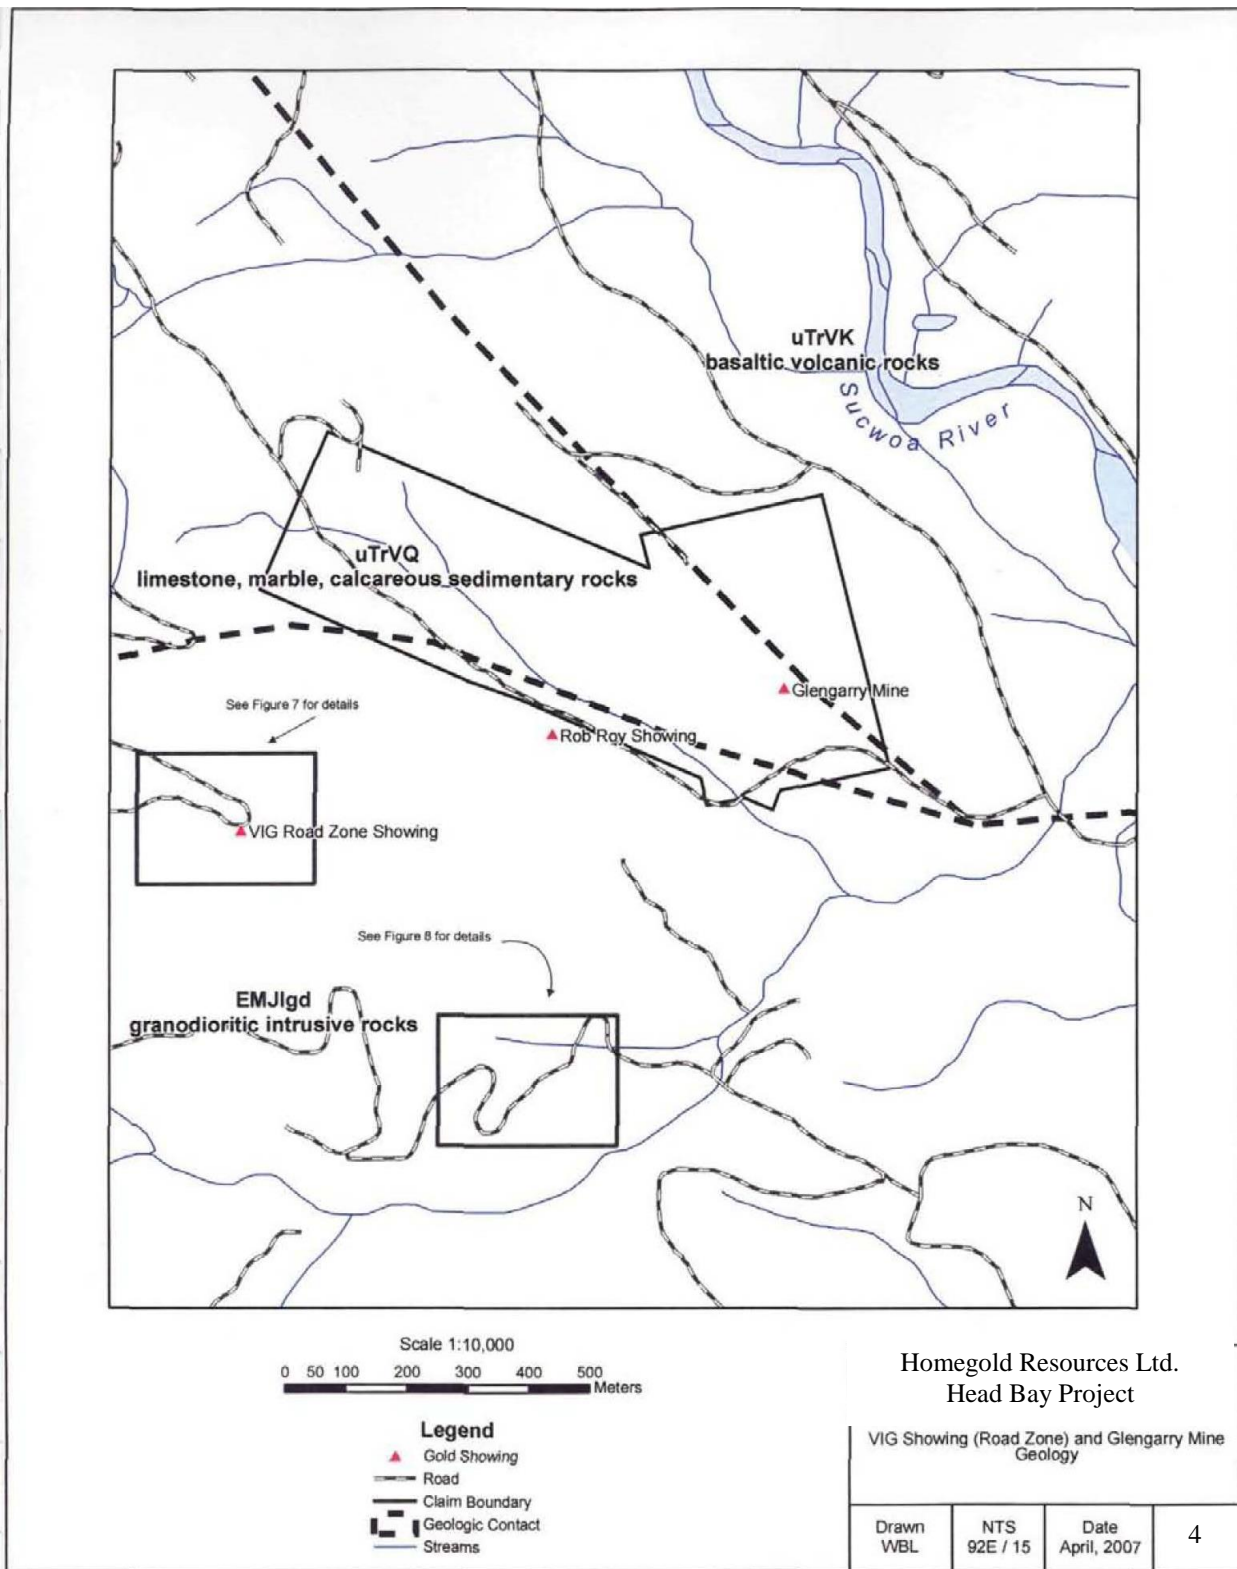 uTrVK
basaltic volcanic rocks
Sucwoa River
uTrVQ
limestone, marble, calcareous sedimentary rocks
Glengarry Mine
See Figure 7 for details
Rob Roy Showing
VIG Road Zone Showing
See Figure 8 for details
EMJIgd
granodioritic intrusive rocks
N
Scale 1:10,000
0 50 100 200 300 400 500
Meters
Legend
Gold Showing
Road
Claim Boundary
Geologic Contact
Streams
Homegold Resources Ltd.
Head Bay Project
VIG Showing (Road Zone) and Glengarry Mine
Geology
Drawn
WBL
NTS
92E / 15
Date
April, 2007
4